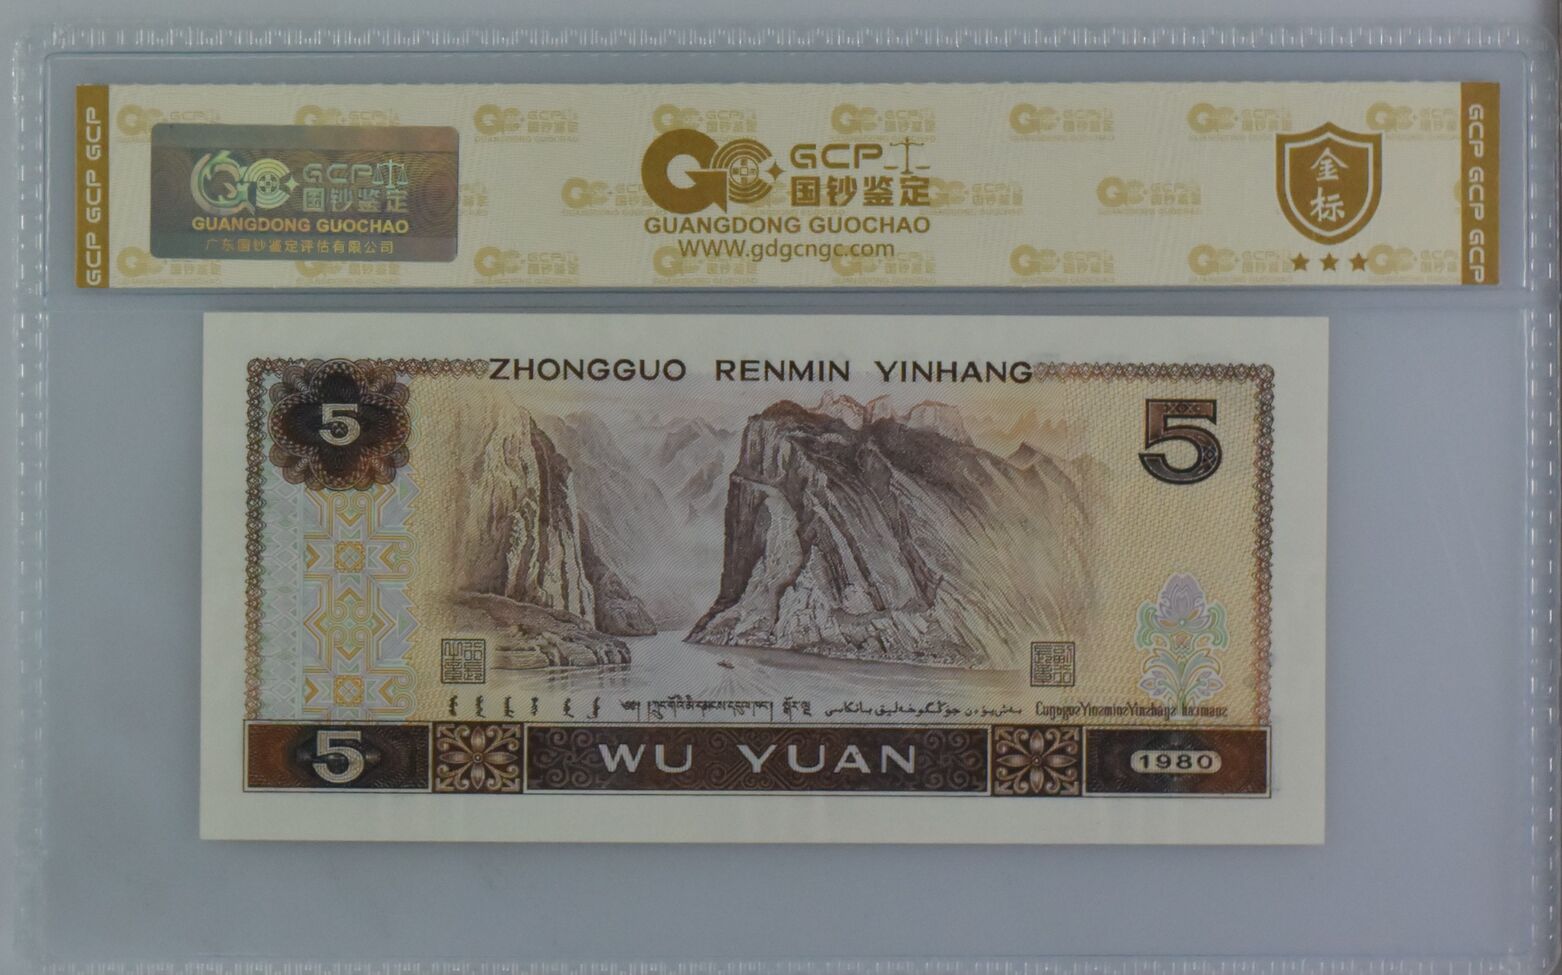 GCP GCP GCP
GCP
国钞鉴定
GUANGDONG GUOCHAO
广东国钞鉴定评估有限公司
GCP
国钞鉴定
GUANGDONG GUOCHAO
WWW.gdgcngc.com
金
标
GCP GCP GCP
ZHONGGUO RENMIN YINHANG
5
5
5
WU YUAN
1980